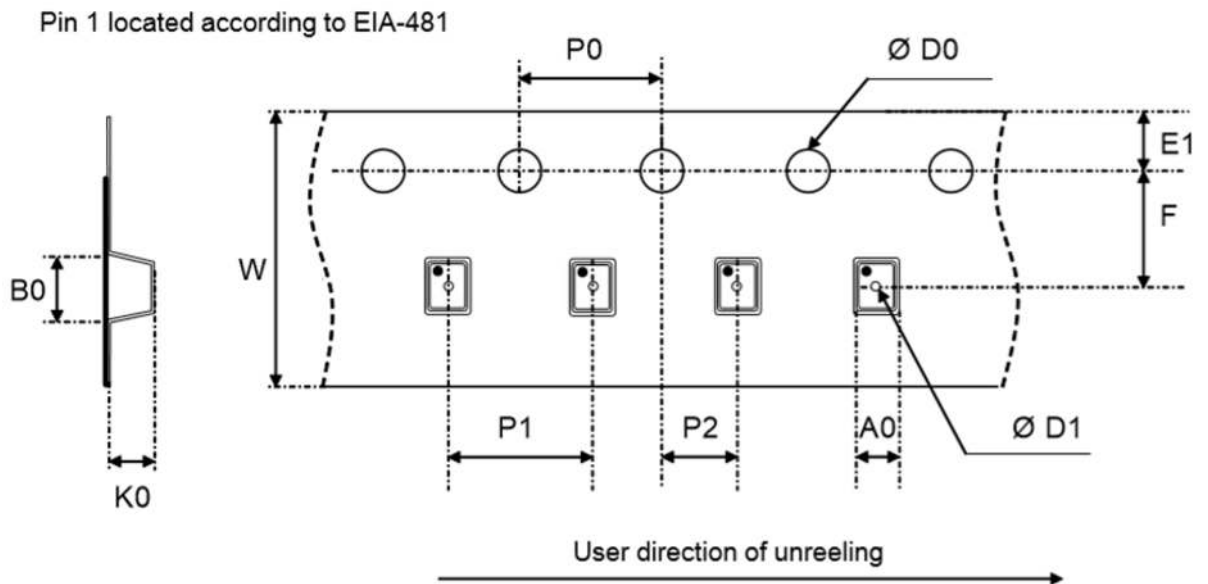 Pin 1 located according to EIA-481
P0
Ø D0
E1
F
W
B0
P1
P2
A0
Ø D1
K0
User direction of unreeling